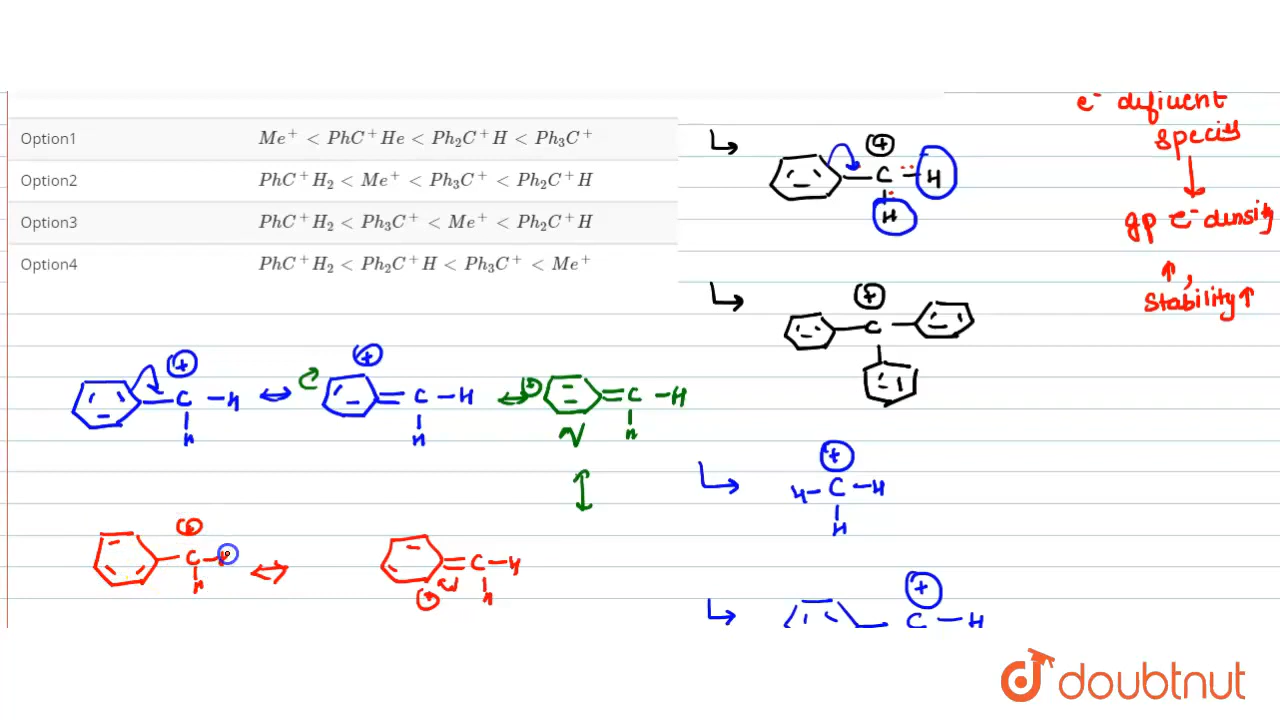 e⁻ difiuent
species
Option1 Me⁺ < PhC⁺He < Ph₂C⁺H < Ph₃C⁺
Option2 PhC⁺H₂ < Me⁺ < Ph₃C⁺ < Ph₂C⁺H
Option3 PhC⁺H₂ < Ph₃C⁺ < Me⁺ < Ph₂C⁺H
Option4 PhC⁺H₂ < Ph₂C⁺H < Ph₃C⁺ < Me⁺
+
C H
H
gp e⁻ density
↑,
Stability↑
+
C
+ +
C H ↔ C H ↔ + C H
H H H
+
H C H
H
+
C H ↔ C H
H + H
+
C H
doubtnut